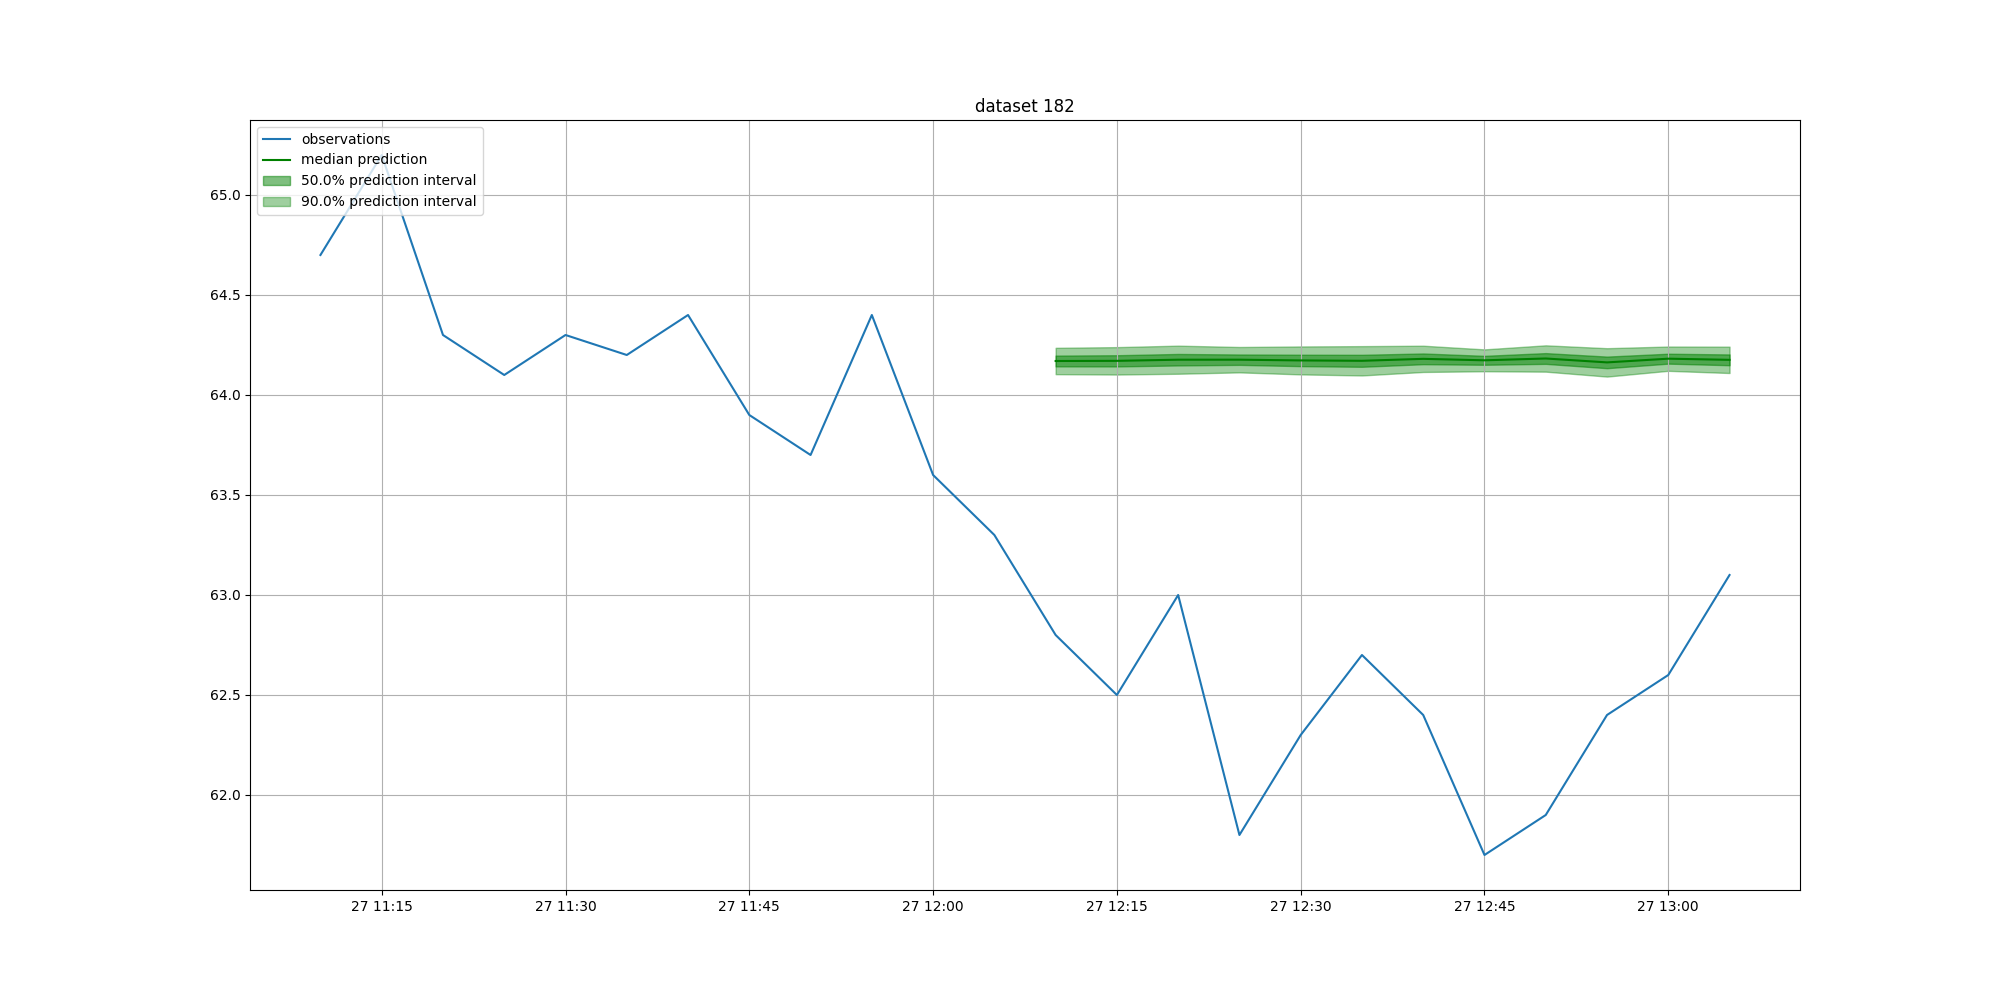 dataset 182
observations
median prediction
50.0% prediction interval
90.0% prediction interval
65.0
64.5
64.0
63.5
63.0
62.5
62.0
27 11:15 27 11:30 27 11:45 27 12:00 27 12:15 27 12:30 27 12:45 27 13:00